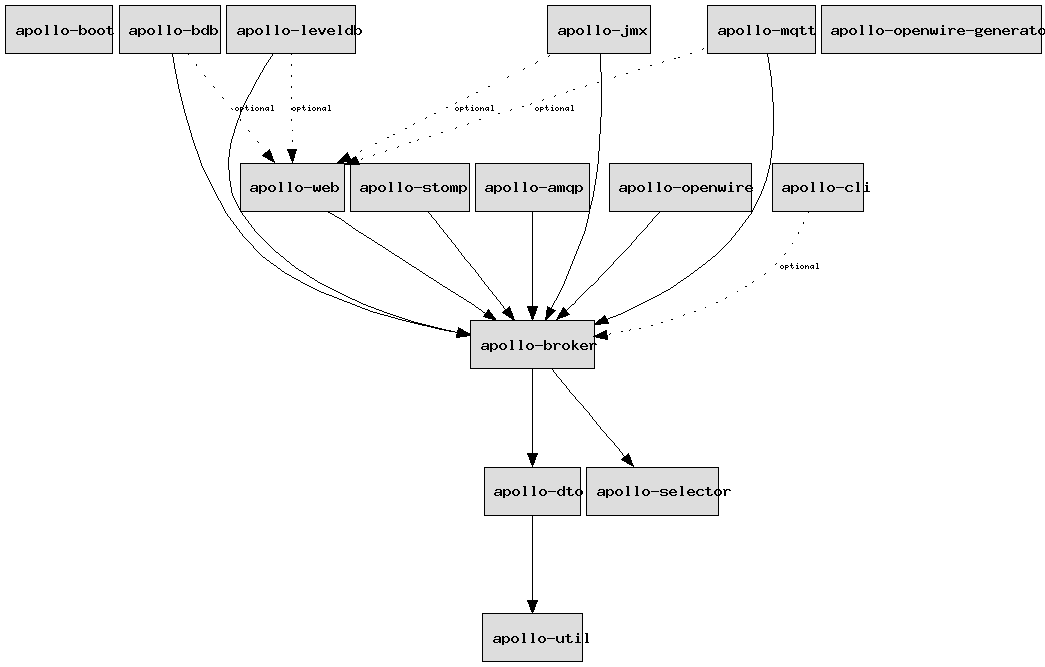 apollo-boot
apollo-bdb
apollo-leveldb
apollo-jmx
apollo-mqtt
apollo-openwire-generato
optional
optional
optional
optional
apollo-web
apollo-stomp
apollo-amqp
apollo-openwire
apollo-cli
optional
apollo-broker
apollo-dto
apollo-selector
apollo-util